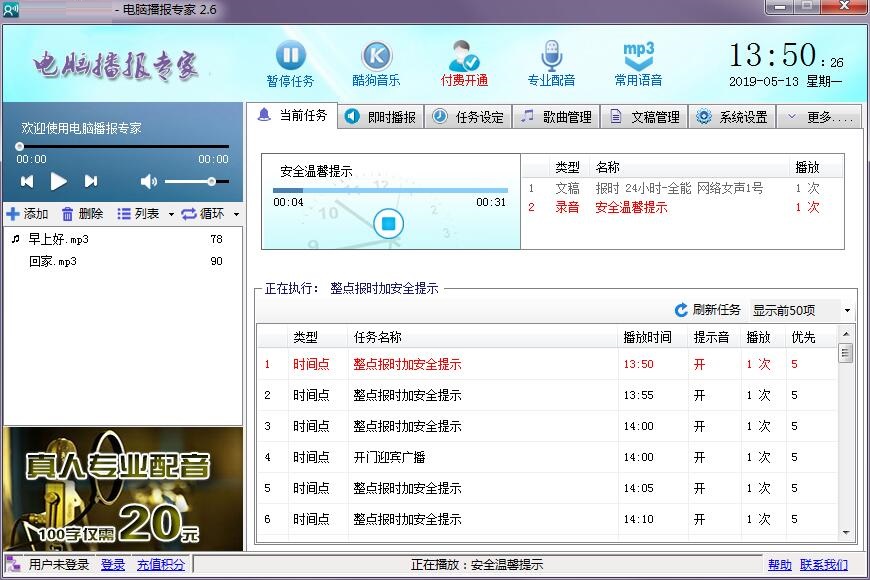 - 电脑播报专家 2.6
电脑播报专家
暂停任务
酷狗音乐
付费开通
专业配音
mp3
常用语音
13:50:26
2019-05-13 星期一
欢迎使用电脑播报专家
00:00 00:00
添加 删除 列表 循环
早上好.mp3 78
回家.mp3 90
真人专业配音
100字仅需20元
当前任务 即时播报 任务设定 歌曲管理 文稿管理 系统设置 更多....
安全温馨提示
00:04 00:31
类型 名称 播放
1 文稿 报时 24小时-全能 网络女声1号 1 次
2 录音 安全温馨提示 1 次
正在执行: 整点报时加安全提示
刷新任务 显示前50项
类型 任务名称 播放时间 提示音 播放 优先
1 时间点 整点报时加安全提示 13:50 开 1 次 5
2 时间点 整点报时加安全提示 13:55 开 1 次 5
3 时间点 整点报时加安全提示 14:00 开 1 次 5
4 时间点 开门迎宾广播 14:00 开 1 次 5
5 时间点 整点报时加安全提示 14:05 开 1 次 5
6 时间点 整点报时加安全提示 14:10 开 1 次 5
用户未登录 登录 充值积分 正在播放:安全温馨提示 帮助 联系我们